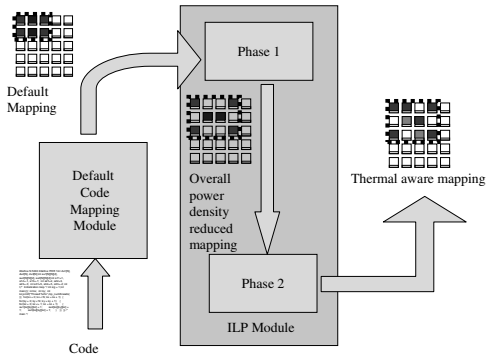 Default
Mapping
Phase 1
Default
Code
Mapping
Module
Overall
power
density
reduced
mapping
Thermal aware mapping
Phase 2
ILP Module
Code